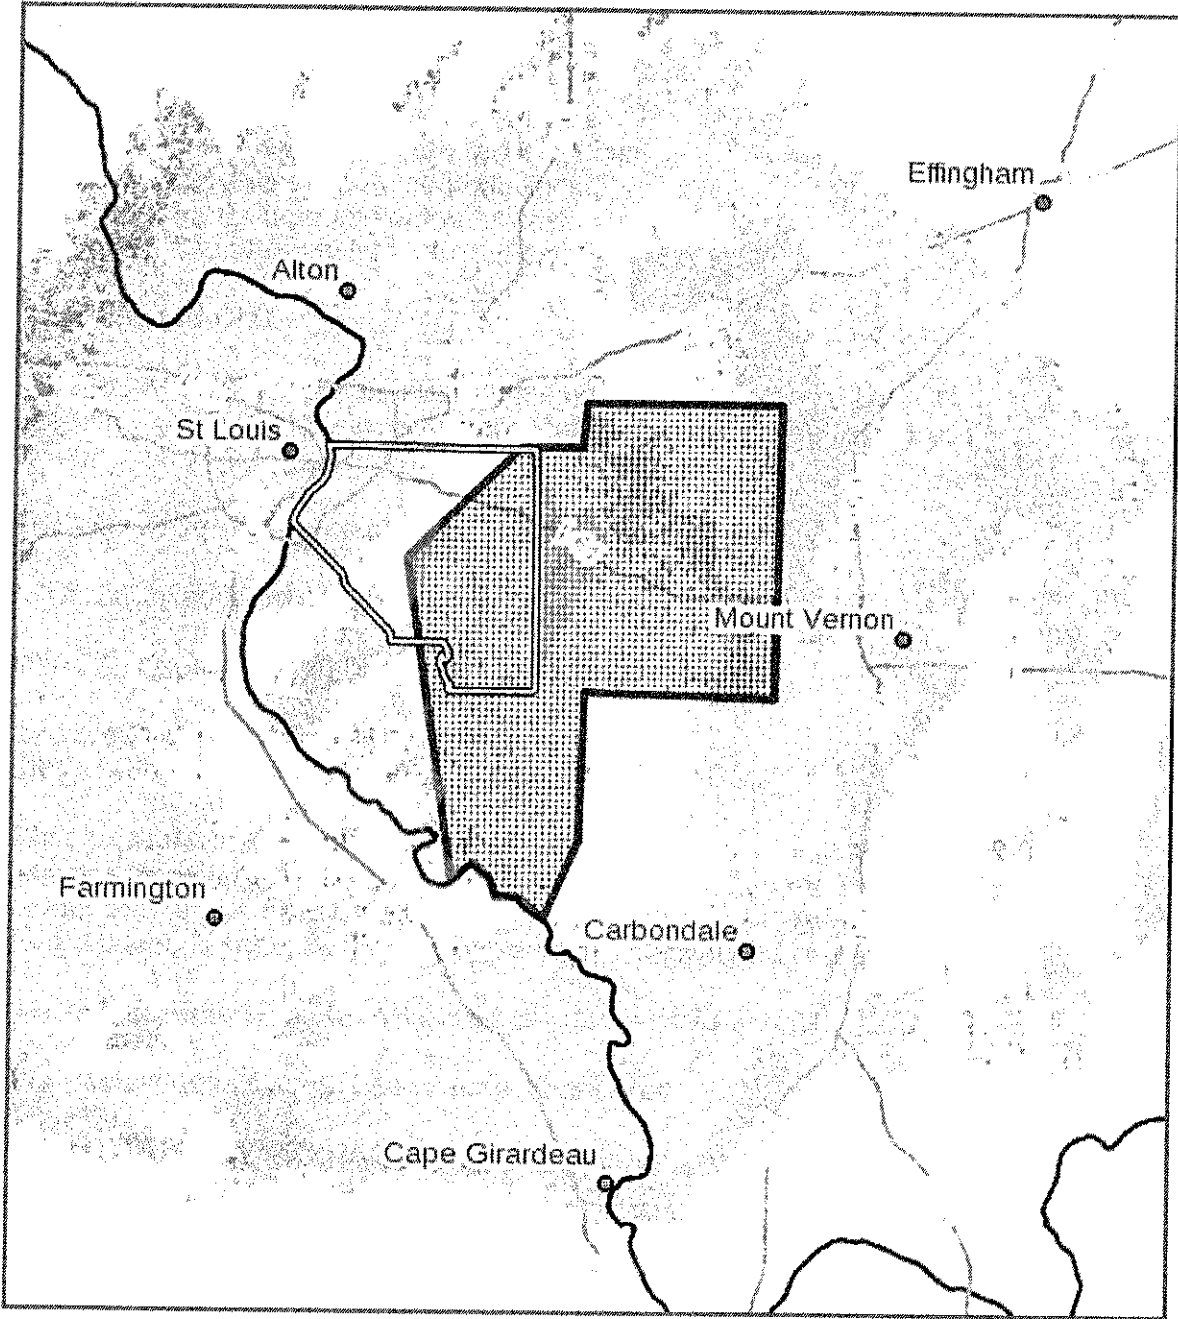 Effingham
Alton
St Louis
Mount Vernon
Farmington
Carbondale
Cape Girardeau